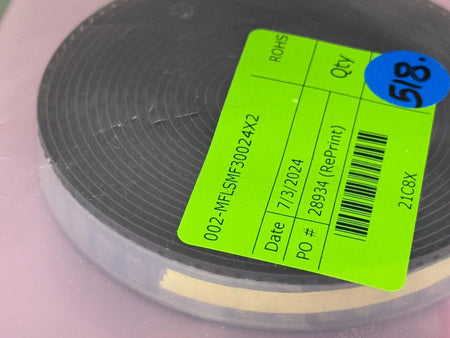 002-MFLSMF30024X2
ROHS
Date 7/3/2024
Qty 518.
PO # 28934 (RePrint)
21C8X